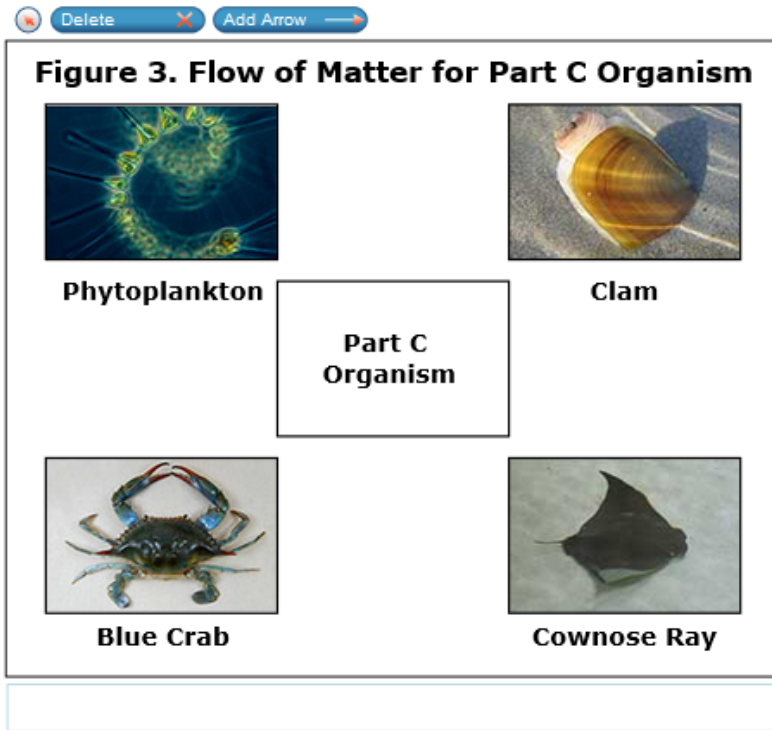 Delete
Add Arrow
Figure 3. Flow of Matter for Part C Organism
Phytoplankton
Clam
Part C
Organism
Blue Crab
Cownose Ray